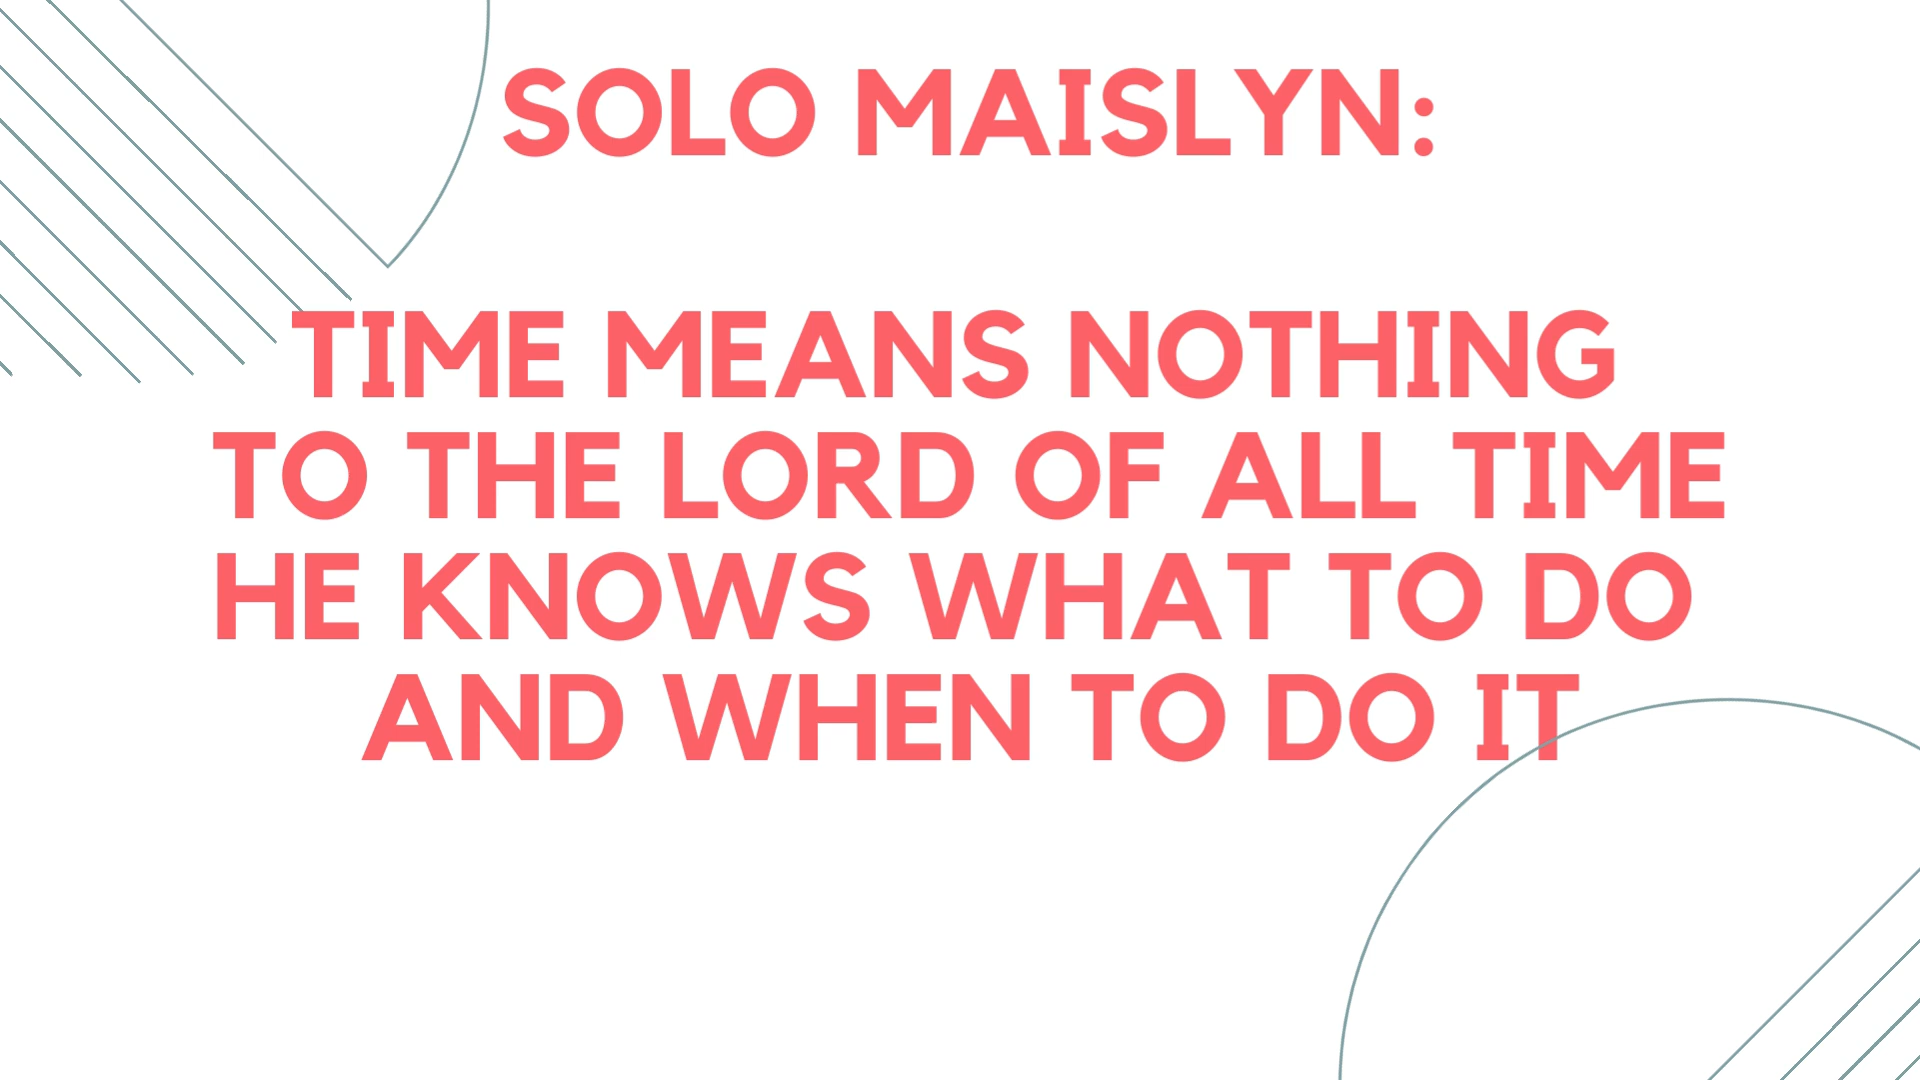 SOLO MAISLYN:
TIME MEANS NOTHING
TO THE LORD OF ALL TIME
HE KNOWS WHAT TO DO
AND WHEN TO DO IT